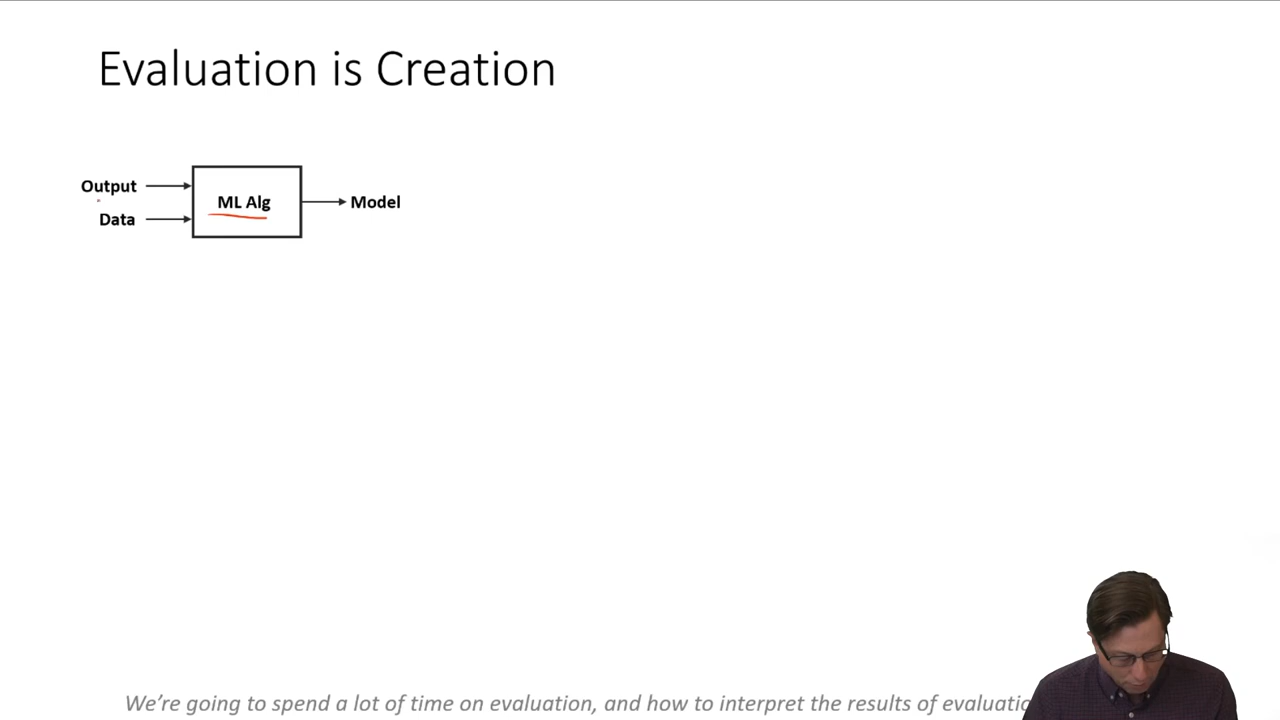 Evaluation is Creation
Output
ML Alg
Model
Data
We're going to spend a lot of time on evaluation, and how to interpret the results of